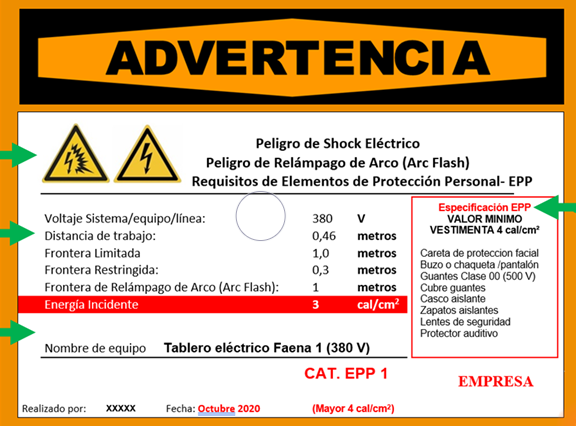 ADVERTENCIA
Peligro de Shock Eléctrico
Peligro de Relámpago de Arco (Arc Flash)
Requisitos de Elementos de Protección Personal- EPP
Voltaje Sistema/equipo/línea: 380 V
Distancia de trabajo: 0,46 metros
Frontera Limitada 1,0 metros
Frontera Restringida: 0,3 metros
Frontera de Relámpago de Arco (Arc Flash): 1 metros
Energía Incidente 3 cal/cm²
Especificación EPP
VALOR MINIMO
VESTIMENTA 4 cal/cm²
Careta de proteccion facial
Buzo o chaqueta /pantalón
Guantes Clase 00 (500 V)
Cubre guantes
Casco aislante
Zapatos aislantes
Lentes de seguridad
Protector auditivo
Nombre de equipo Tablero eléctrico Faena 1 (380 V)
CAT. EPP 1
EMPRESA
Realizado por: XXXXX Fecha: Octubre 2020 (Mayor 4 cal/cm²)